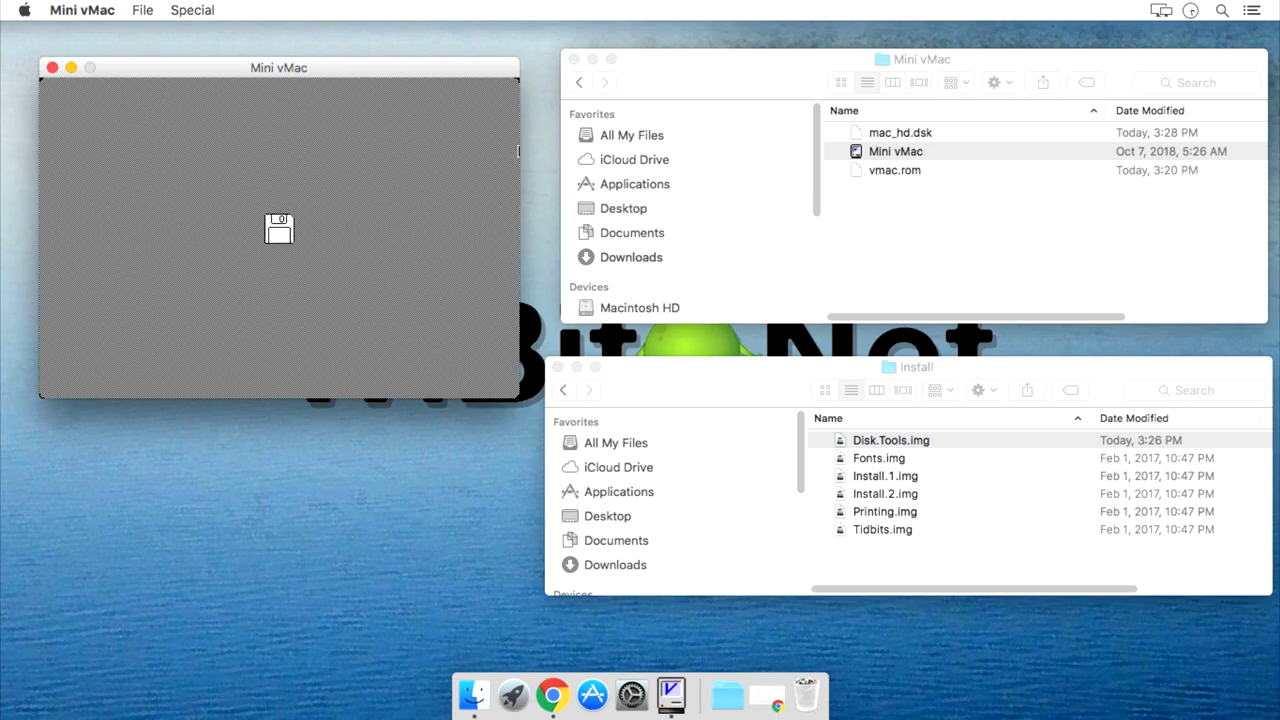 Mini vMac File Special
Mini vMac
Mini vMac
Search
Favorites
All My Files
iCloud Drive
Applications
Desktop
Documents
Downloads
Devices
Macintosh HD
Name Date Modified
mac_hd.dsk Today, 3:28 PM
Mini vMac Oct 7, 2018, 5:26 AM
vmac.rom Today, 3:20 PM
Install
Search
Favorites
All My Files
iCloud Drive
Applications
Desktop
Documents
Downloads
Devices
Name Date Modified
Disk.Tools.img Today, 3:26 PM
Fonts.img Feb 1, 2017, 10:47 PM
Install.1.img Feb 1, 2017, 10:47 PM
Install.2.img Feb 1, 2017, 10:47 PM
Printing.img Feb 1, 2017, 10:47 PM
Tidbits.img Feb 1, 2017, 10:47 PM